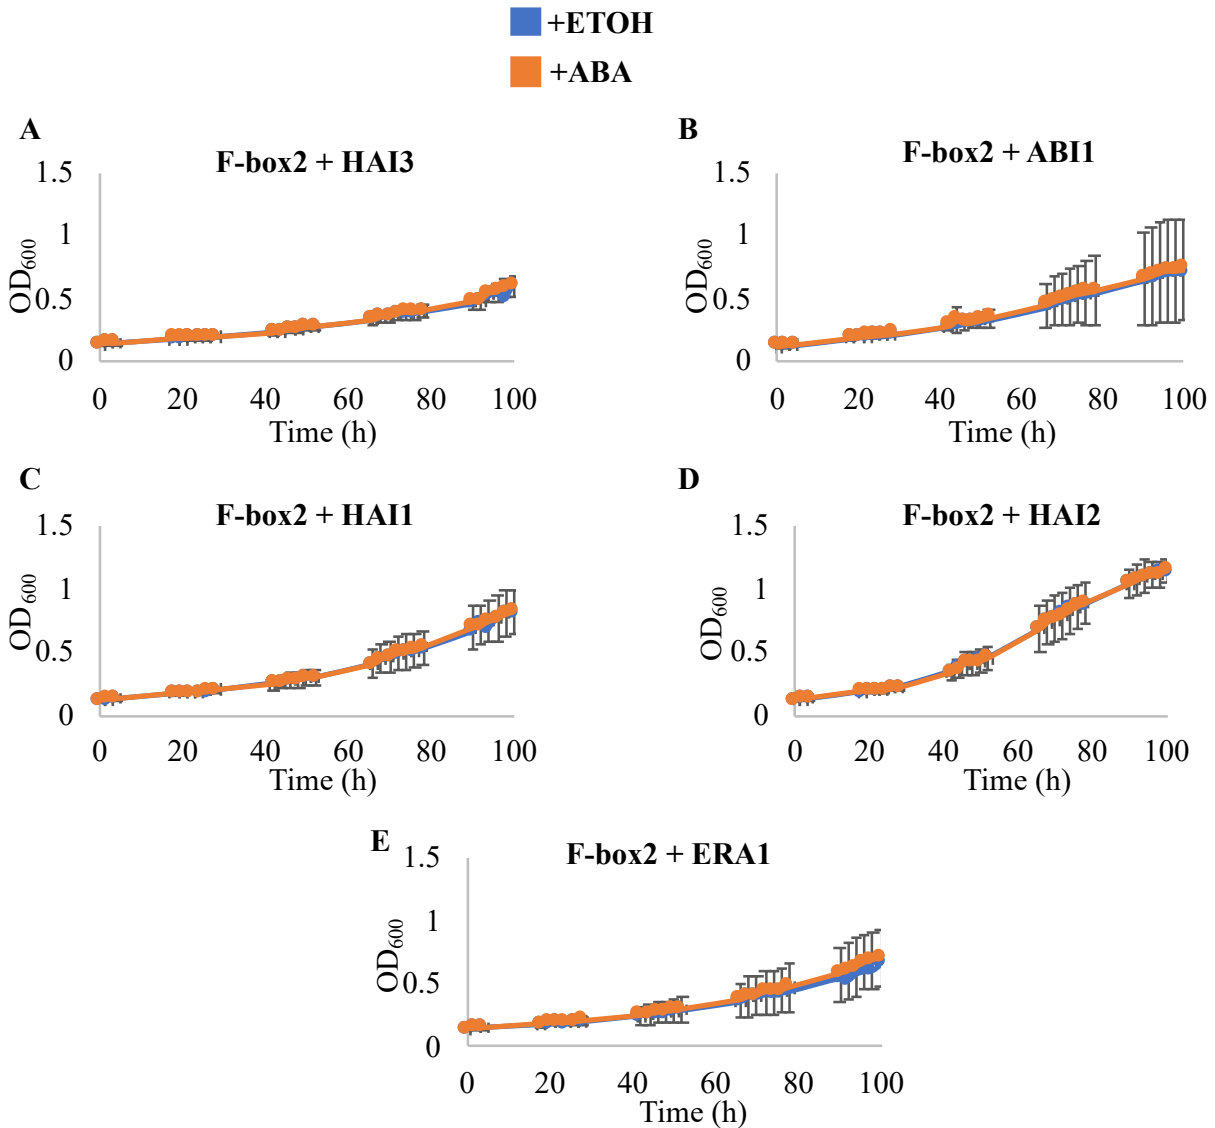 +ETOH
+ABA
A
F-box2 + HAI3
1.5
1
0.5
0
OD600
0 20 40 60 80 100
Time (h)
B
F-box2 + ABI1
1.5
1
0.5
0
OD600
0 20 40 60 80 100
Time (h)
C
F-box2 + HAI1
1.5
1
0.5
0
OD600
0 20 40 60 80 100
Time (h)
D
F-box2 + HAI2
1.5
1
0.5
0
OD600
0 20 40 60 80 100
Time (h)
E
F-box2 + ERA1
1.5
1
0.5
0
OD600
0 20 40 60 80 100
Time (h)